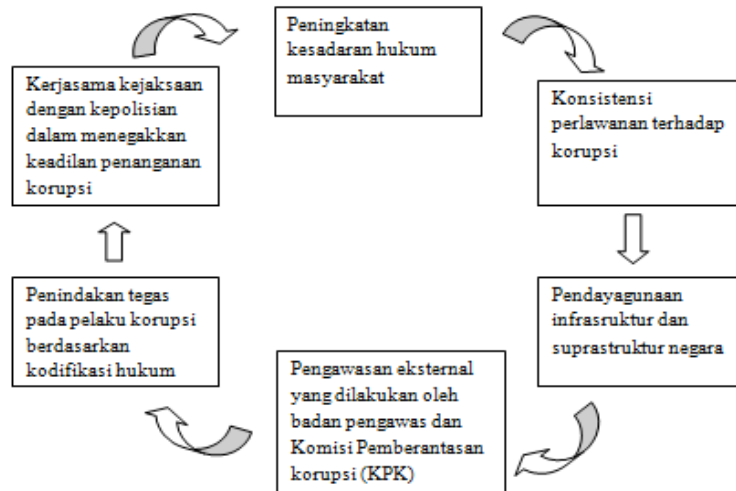 Peningkatan
kesadaran hukum
masyarakat
Konsistensi
perlawanan terhadap
korupsi
Pendayagunaan
infrasruktur dan
suprastruktur negara
Pengawasan eksternal
yang dilakukan oleh
badan pengawas dan
Komisi Pemberantasan
korupsi (KPK)
Penindakan tegas
pada pelaku korupsi
berdasarkan
kodifikasi hukum
Kerjasama kejaksaan
dengan kepolisian
dalam menegakkan
keadilan penanganan
korupsi